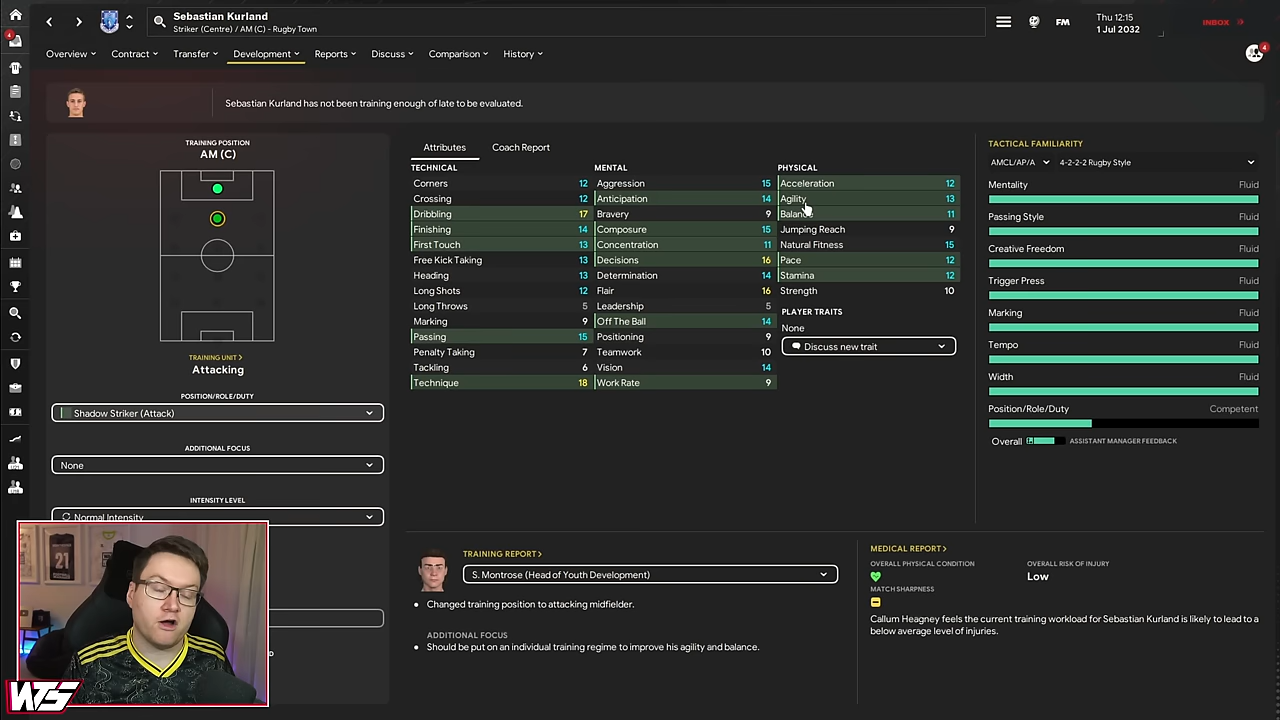 Sebastian Kurland
Striker (Centre) / AM (C) - Rugby Town
FM
Thu 12:15
1 Jul 2032
INBOX
4
Overview
Contract
Transfer
Development
Reports
Discuss
Comparison
History
4
Sebastian Kurland has not been training enough of late to be evaluated.
TRAINING POSITION
AM (C)
TRAINING UNIT >
Attacking
POSITION/ROLE/DUTY
Shadow Striker (Attack)
ADDITIONAL FOCUS
None
INTENSITY LEVEL
Normal Intensity
Attributes
Coach Report
TECHNICAL
Corners 12
Crossing 12
Dribbling 17
Finishing 14
First Touch 13
Free Kick Taking 13
Heading 13
Long Shots 12
Long Throws 5
Marking 9
Passing 15
Penalty Taking 7
Tackling 6
Technique 18
MENTAL
Aggression 15
Anticipation 14
Bravery 9
Composure 15
Concentration 11
Decisions 16
Determination 14
Flair 16
Leadership 5
Off The Ball 14
Positioning 9
Teamwork 10
Vision 14
Work Rate 9
PHYSICAL
Acceleration 12
Agility 13
Balance 11
Jumping Reach 9
Natural Fitness 15
Pace 12
Stamina 12
Strength 10
PLAYER TRAITS
None
Discuss new trait
TACTICAL FAMILIARITY
AMCL/AP/A
4-2-2-2 Rugby Style
Mentality Fluid
Passing Style Fluid
Creative Freedom Fluid
Trigger Press Fluid
Marking Fluid
Tempo Fluid
Width Fluid
Position/Role/Duty Competent
Overall
ASSISTANT MANAGER FEEDBACK
TRAINING REPORT >
S. Montrose (Head of Youth Development)
• Changed training position to attacking midfielder.
ADDITIONAL FOCUS
• Should be put on an individual training regime to improve his agility and balance.
MEDICAL REPORT >
OVERALL PHYSICAL CONDITION
OVERALL RISK OF INJURY
Low
MATCH SHARPNESS
Callum Heagney feels the current training workload for Sebastian Kurland is likely to lead to a
below average level of injuries.
21
WTS